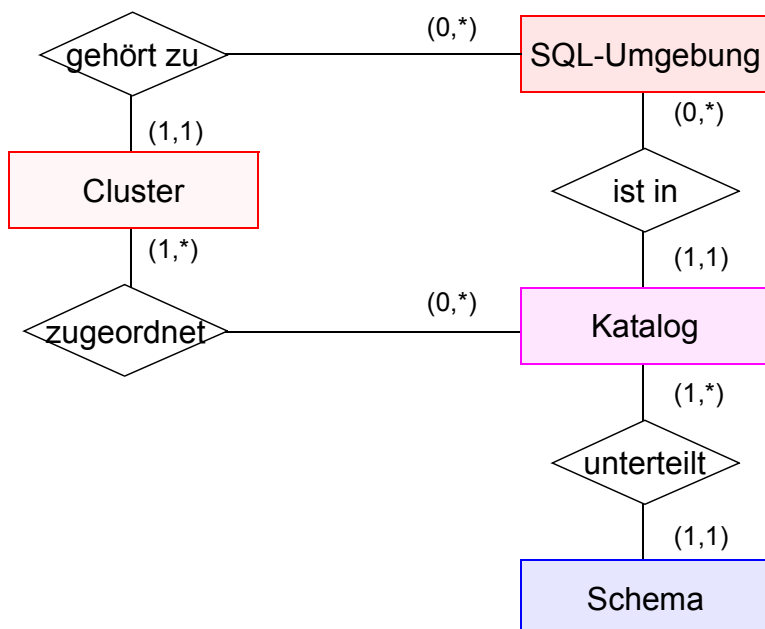 (0,*)
gehört zu
SQL-Umgebung
(1,1)
(0,*)
Cluster
ist in
(1,*)
(1,1)
(0,*)
zugeordnet
Katalog
(1,*)
unterteilt
(1,1)
Schema